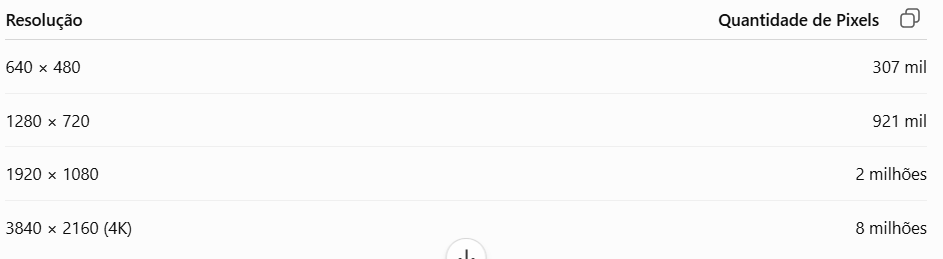 Resolução Quantidade de Pixels
640 × 480 307 mil
1280 × 720 921 mil
1920 × 1080 2 milhões
3840 × 2160 (4K) 8 milhões